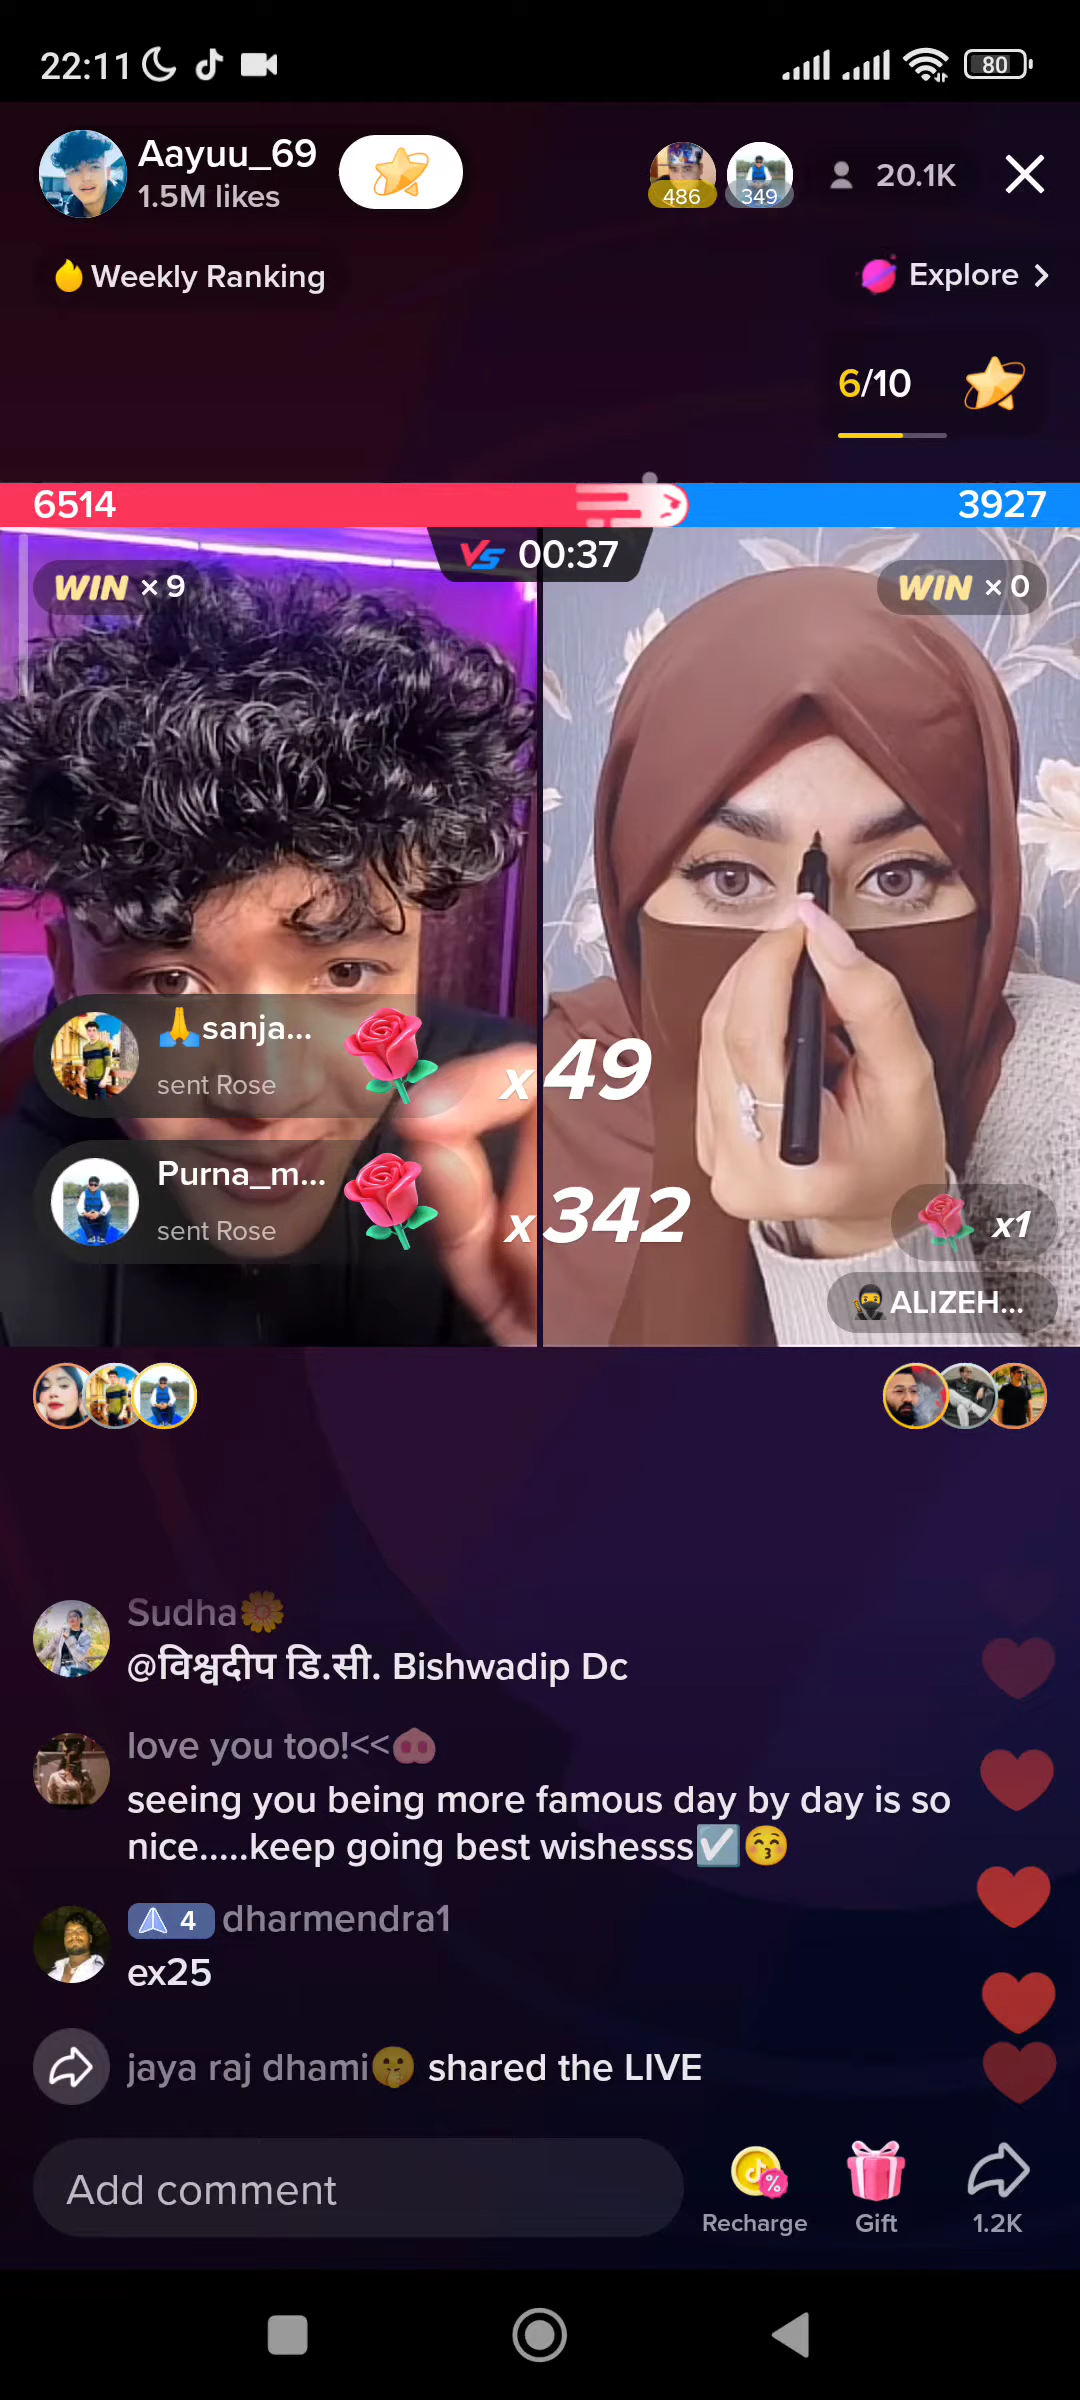 22:11
80
Aayuu_69
1.5M likes
486
349
20.1K
Weekly Ranking
Explore
6/10
6514
3927
VS 00:37
WIN × 9
WIN × 0
🙏sanja...
sent Rose
x49
Purna_m...
sent Rose
x342
x1
🥷ALIZEH...
Sudha🌼
@विश्वदीप डि.सी. Bishwadip Dc
love you too!<<🐽
seeing you being more famous day by day is so
nice.....keep going best wishesss☑️😚
4 dharmendra1
ex25
jaya raj dhami🤫 shared the LIVE
Add comment
Recharge
Gift
1.2K